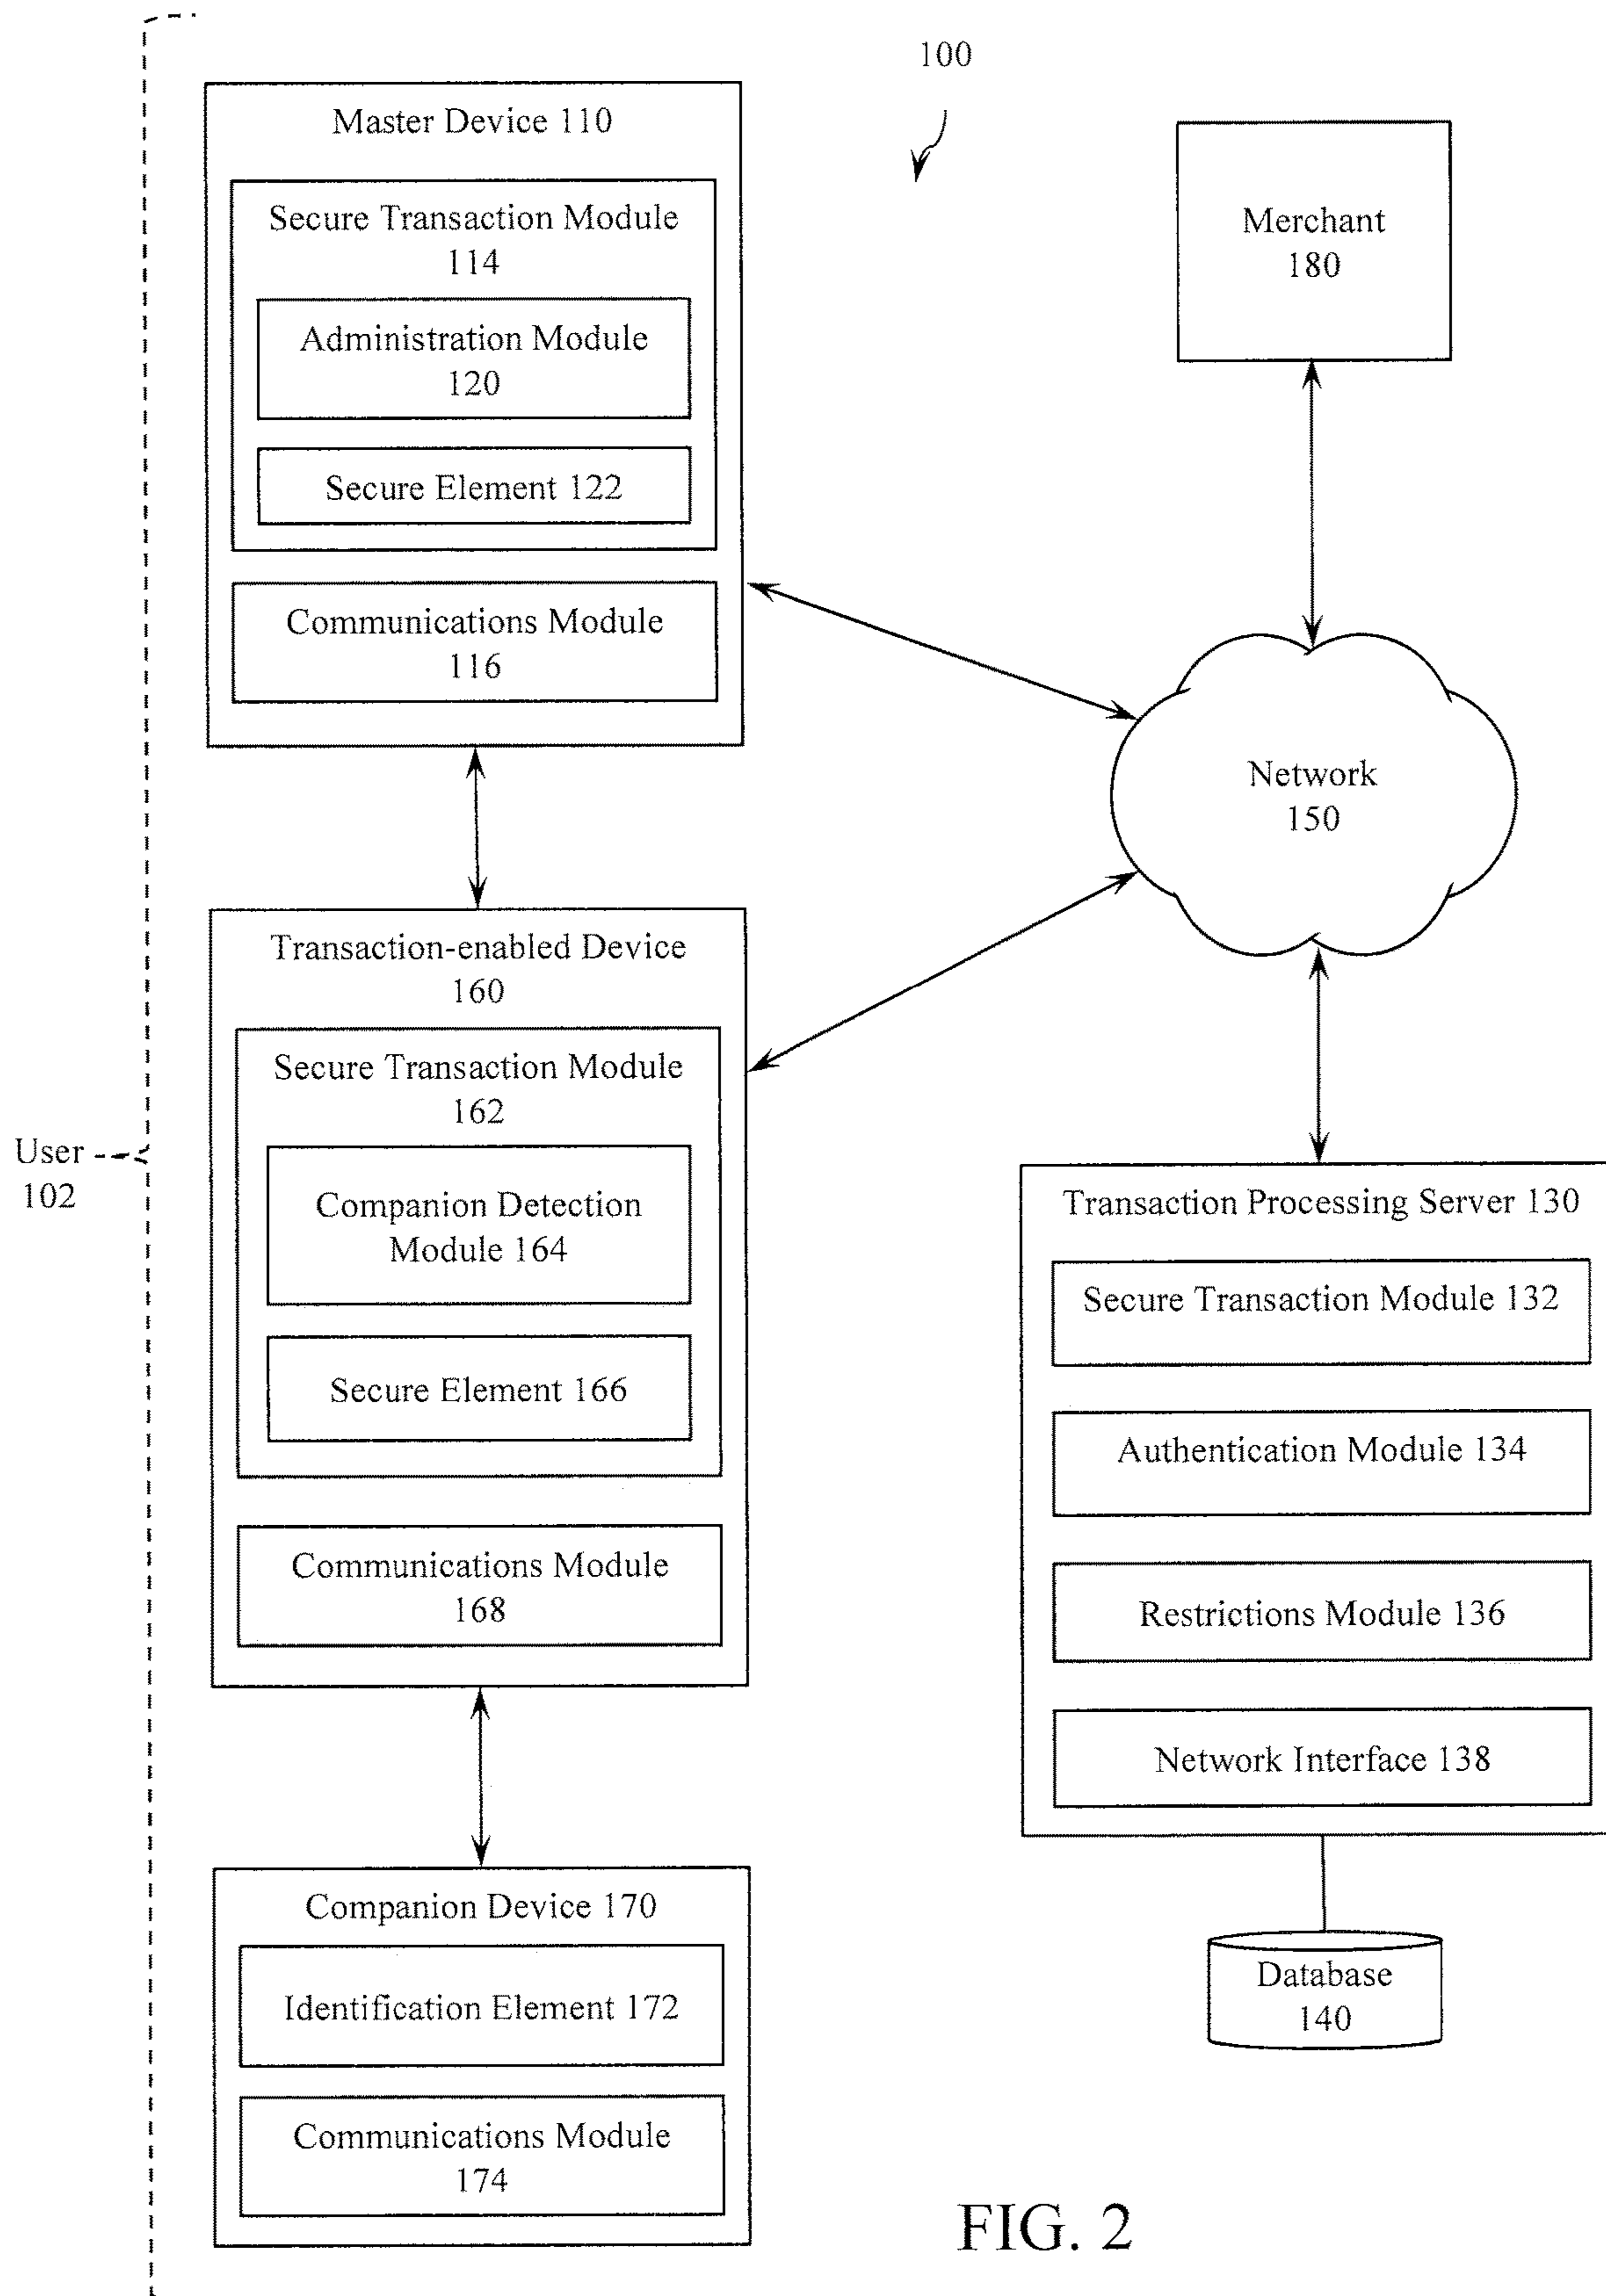 100
Master Device 110
Secure Transaction Module
114
Administration Module
120
Secure Element 122
Communications Module
116
Merchant
180
Network
150
Transaction-enabled Device
160
Secure Transaction Module
162
Companion Detection
Module 164
Secure Element 166
Communications Module
168
User
102
Transaction Processing Server 130
Secure Transaction Module 132
Authentication Module 134
Restrictions Module 136
Network Interface 138
Companion Device 170
Identification Element 172
Communications Module
174
Database
140
FIG. 2